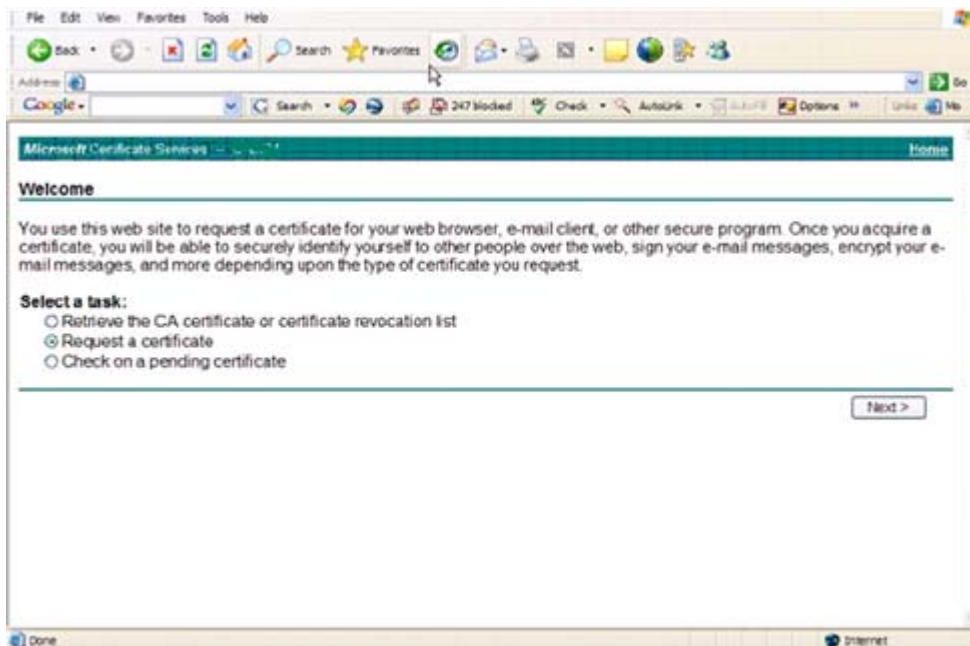 File Edit View Favorites Tools Help
Back Search Favorites
Address Go
Google Search 247 blocked Check AutoLink AutoFill Options » Links
Microsoft Certificate Services -- Home
Welcome
You use this web site to request a certificate for your web browser, e-mail client, or other secure program. Once you acquire a
certificate, you will be able to securely identify yourself to other people over the web, sign your e-mail messages, encrypt your e-
mail messages, and more depending upon the type of certificate you request.
Select a task:
Retrieve the CA certificate or certificate revocation list
Request a certificate
Check on a pending certificate
Next >
Done Internet